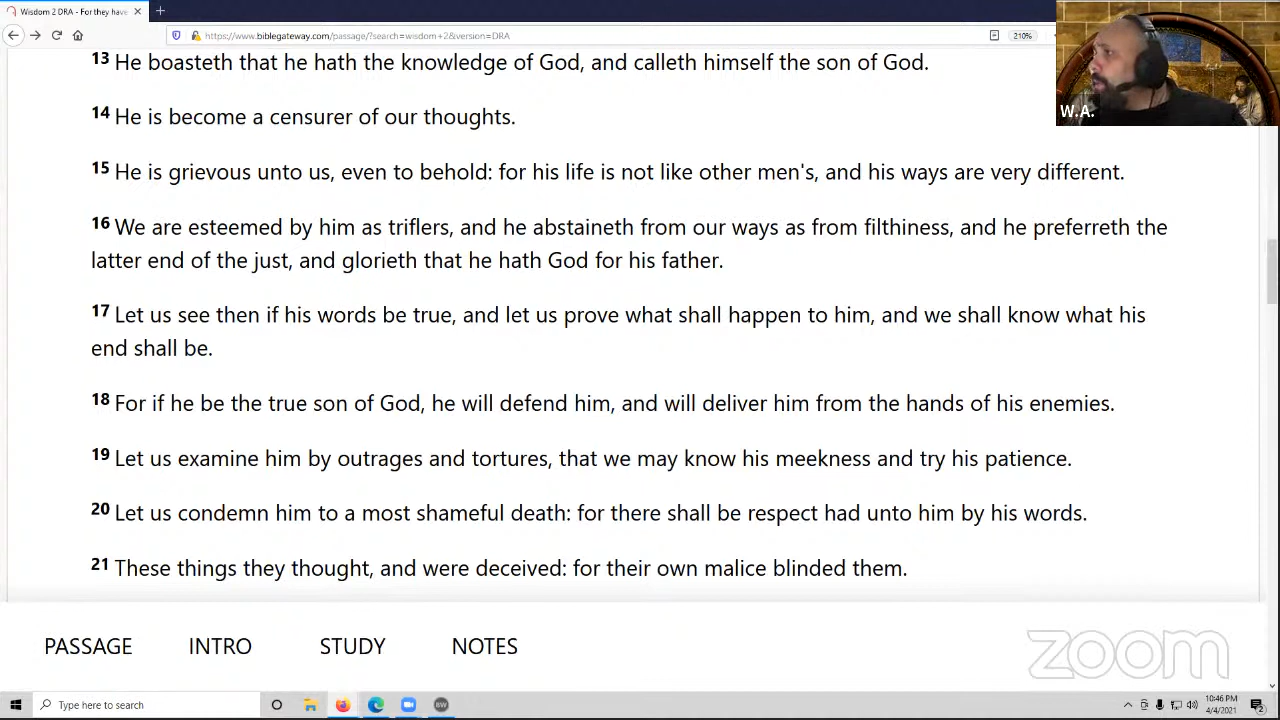 Wisdom 2 DRA - For they have
https://www.biblegateway.com/passage/?search=wisdom+2&version=DRA
210%
13 He boasteth that he hath the knowledge of God, and calleth himself the son of God.
W.A.
14 He is become a censurer of our thoughts.
15 He is grievous unto us, even to behold: for his life is not like other men's, and his ways are very different.
16 We are esteemed by him as triflers, and he abstaineth from our ways as from filthiness, and he preferreth the
latter end of the just, and glorieth that he hath God for his father.
17 Let us see then if his words be true, and let us prove what shall happen to him, and we shall know what his
end shall be.
18 For if he be the true son of God, he will defend him, and will deliver him from the hands of his enemies.
19 Let us examine him by outrages and tortures, that we may know his meekness and try his patience.
20 Let us condemn him to a most shameful death: for there shall be respect had unto him by his words.
21 These things they thought, and were deceived: for their own malice blinded them.
PASSAGE INTRO STUDY NOTES
zoom
Type here to search
BW
10:46 PM
4/4/2021
2